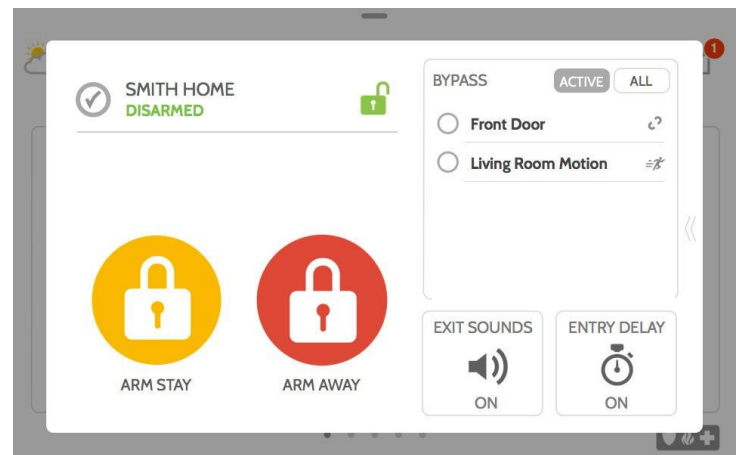 1
SMITH HOME
DISARMED
ARM STAY
ARM AWAY
BYPASS
ACTIVE
ALL
Front Door
Living Room Motion
EXIT SOUNDS
ON
ENTRY DELAY
ON